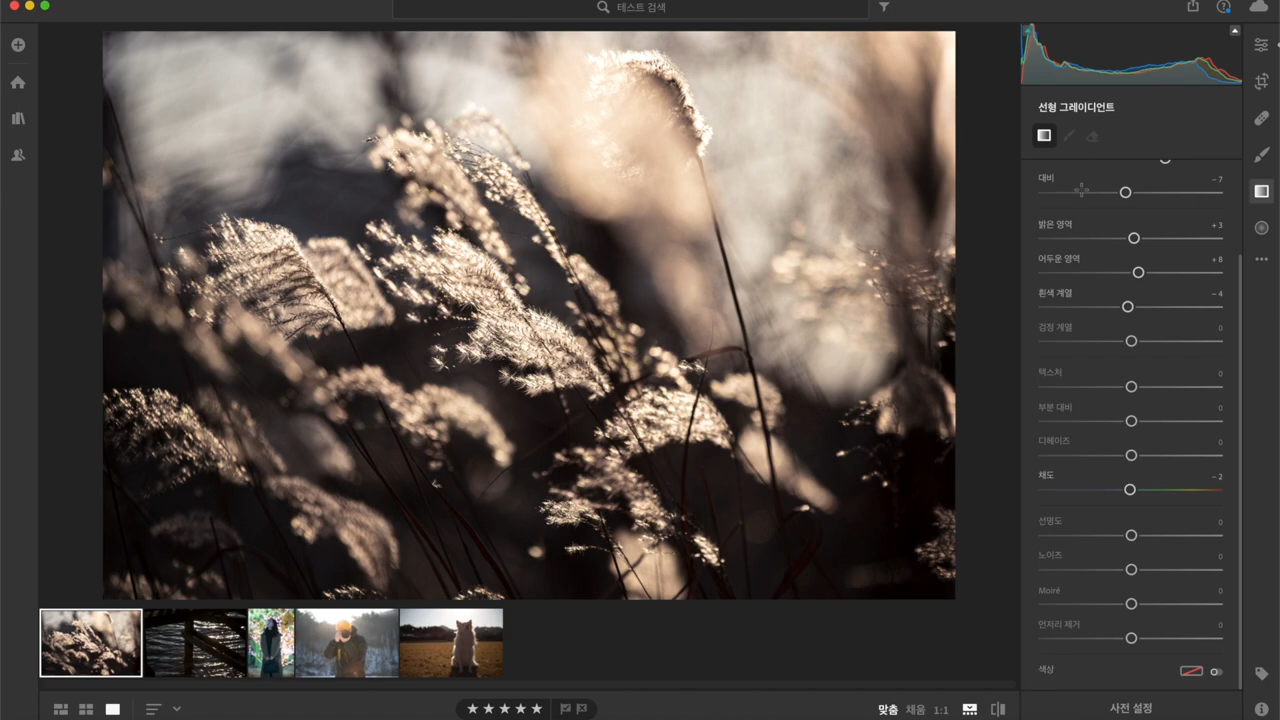 테스트 검색
선형 그레이디언트
대비 – 7
밝은 영역 + 3
어두운 영역 + 8
흰색 계열 – 4
검정 계열 0
텍스처 0
부분 대비 0
디헤이즈 0
채도 – 2
선명도 0
노이즈 0
Moiré 0
언저리 제거 0
색상
맞춤 채움 1:1
사전 설정